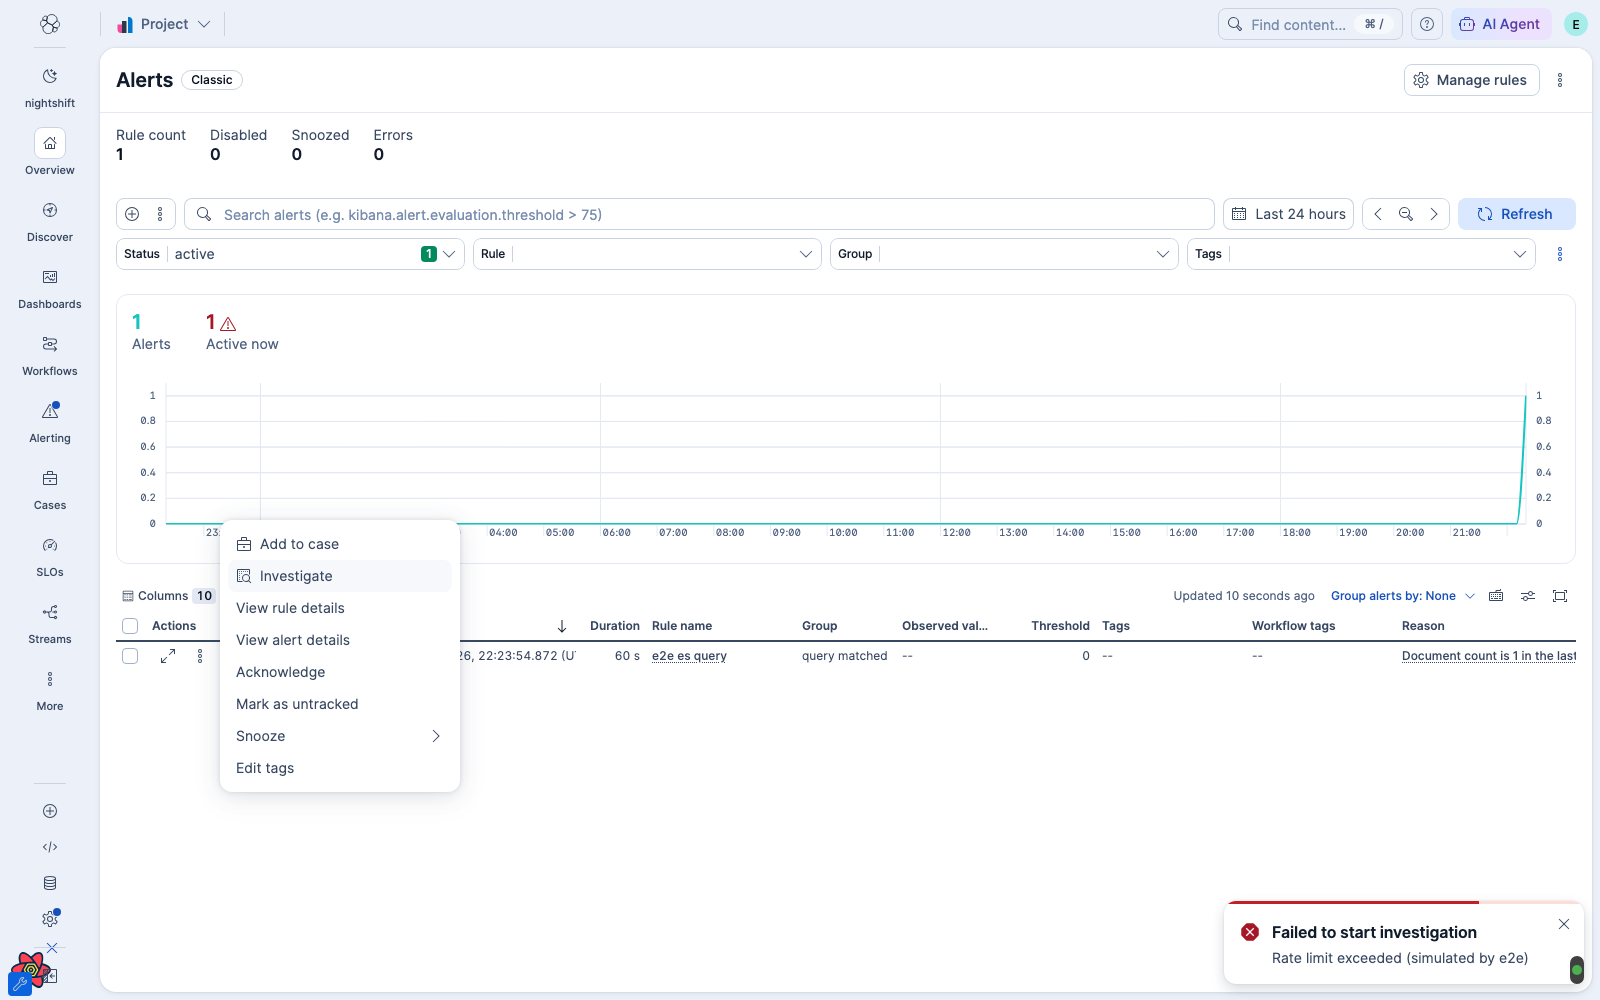 Project
Find content...
⌘ /
AI Agent
E
nightshift
Overview
Discover
Dashboards
Workflows
Alerting
Cases
SLOs
Streams
More
Alerts
Classic
Manage rules
Rule count
1
Disabled
0
Snoozed
0
Errors
0
Search alerts (e.g. kibana.alert.evaluation.threshold > 75)
Last 24 hours
Refresh
Status active 1
Rule
Group
Tags
1
Alerts
1
Active now
1
0.8
0.6
0.4
0.2
0
1
0.8
0.6
0.4
0.2
0
04:00 05:00 06:00 07:00 08:00 09:00 10:00 11:00 12:00 13:00 14:00 15:00 16:00 17:00 18:00 19:00 20:00 21:00
Add to case
Investigate
View rule details
View alert details
Acknowledge
Mark as untracked
Snooze
Edit tags
Columns 10
Updated 10 seconds ago
Group alerts by: None
Actions Duration Rule name Group Observed val... Threshold Tags Workflow tags Reason
26, 22:23:54.872 (U 60 s e2e es query query matched -- 0 -- -- Document count is 1 in the last
Failed to start investigation
Rate limit exceeded (simulated by e2e)